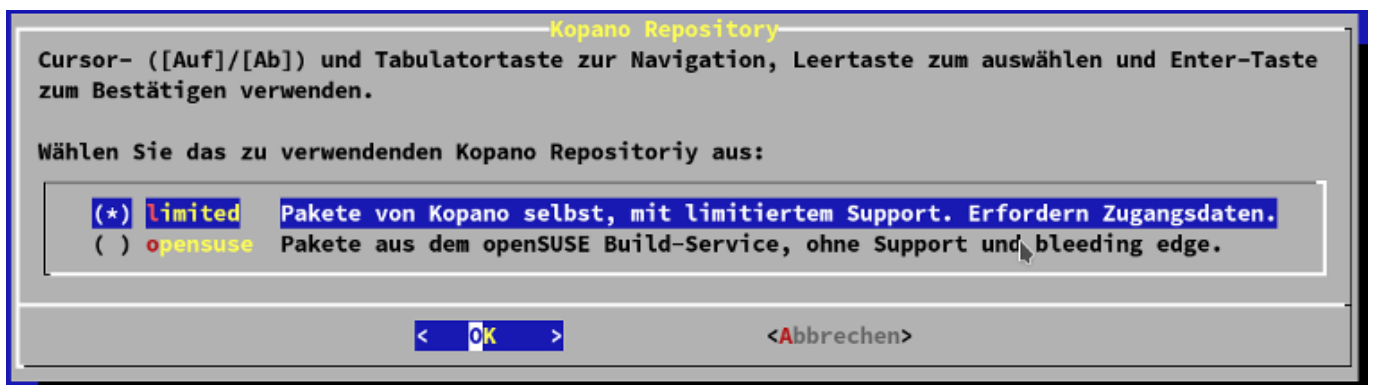 Kopano Repository
Cursor- ([Auf]/[Ab]) und Tabulatortaste zur Navigation, Leertaste zum auswählen und Enter-Taste
zum Bestätigen verwenden.
Wählen Sie das zu verwendenden Kopano Repositoriy aus:
(*) limited Pakete von Kopano selbst, mit limitiertem Support. Erfordern Zugangsdaten.
( ) opensuse Pakete aus dem openSUSE Build-Service, ohne Support und bleeding edge.
< OK > <Abbrechen>